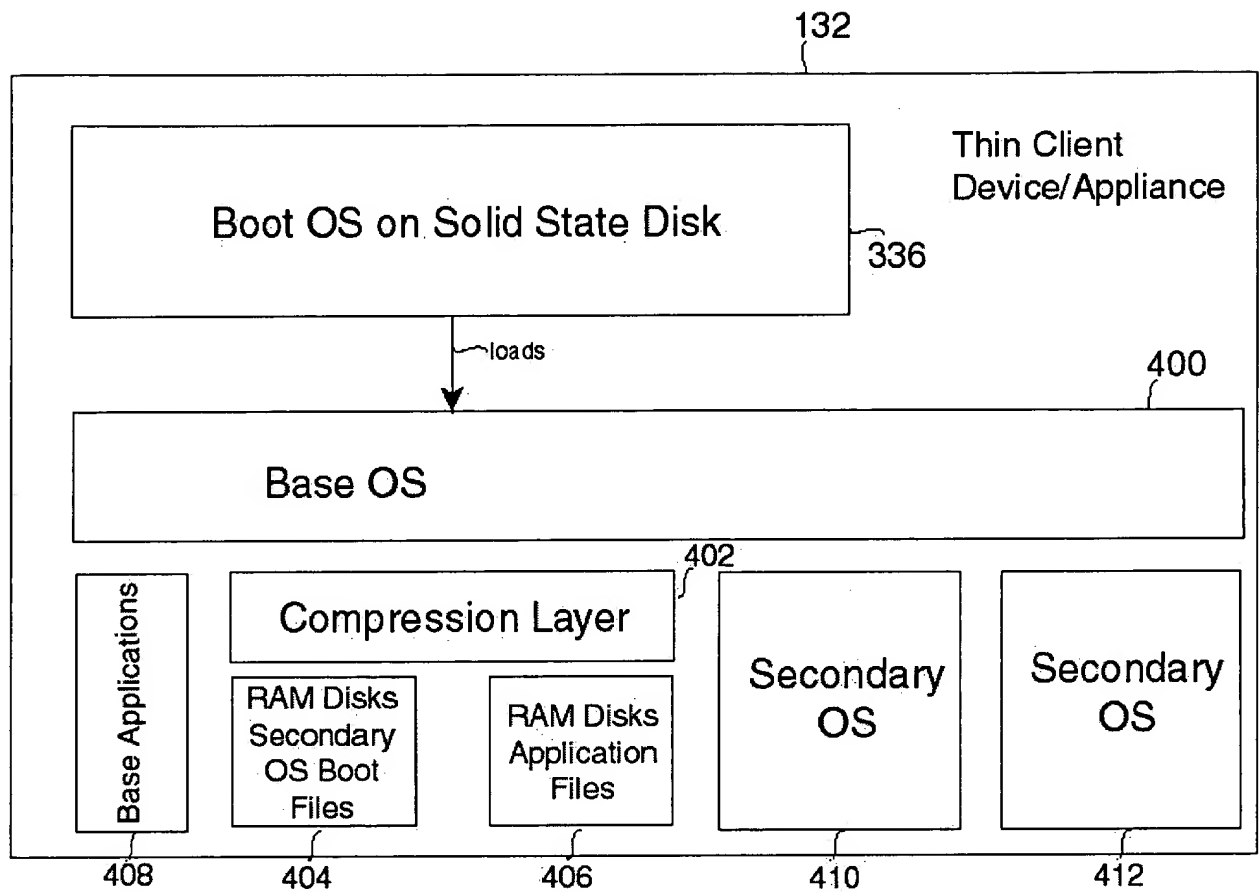 132
Thin Client
Device/Appliance
Boot OS on Solid State Disk
336
loads
400
Base OS
402
Base Applications
Compression Layer
RAM Disks
Secondary
OS Boot
Files
RAM Disks
Application
Files
Secondary
OS
Secondary
OS
408
404
406
410
412